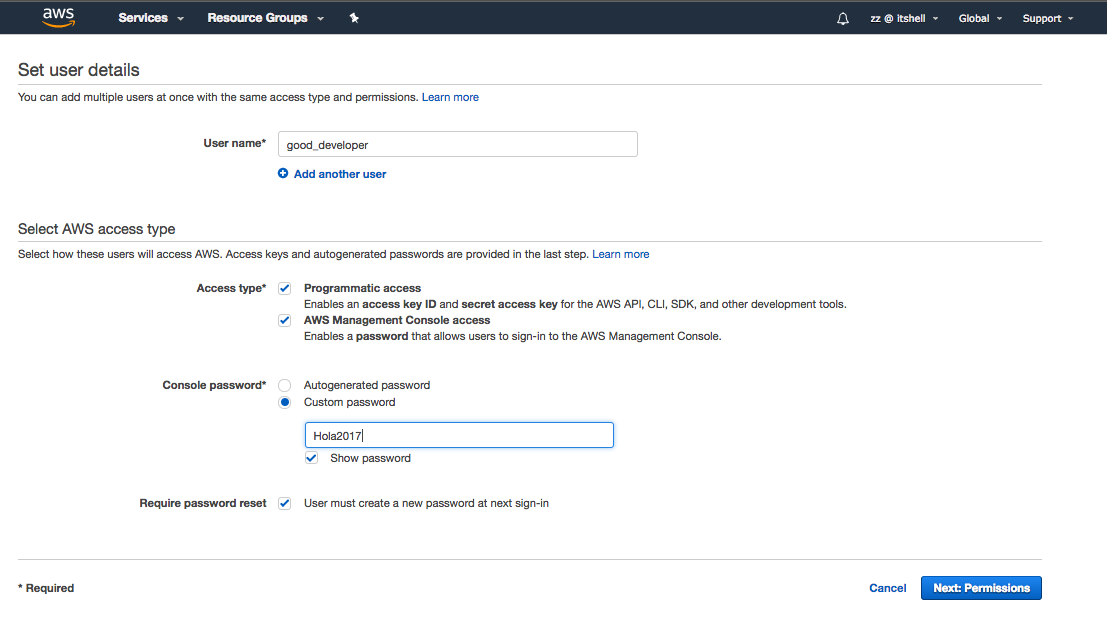 aws Services Resource Groups zz @ itshell Global Support
Set user details
You can add multiple users at once with the same access type and permissions. Learn more
User name* good_developer
Add another user
Select AWS access type
Select how these users will access AWS. Access keys and autogenerated passwords are provided in the last step. Learn more
Access type* Programmatic access
Enables an access key ID and secret access key for the AWS API, CLI, SDK, and other development tools.
AWS Management Console access
Enables a password that allows users to sign-in to the AWS Management Console.
Console password* Autogenerated password
Custom password
Hola2017
Show password
Require password reset User must create a new password at next sign-in
* Required Cancel Next: Permissions